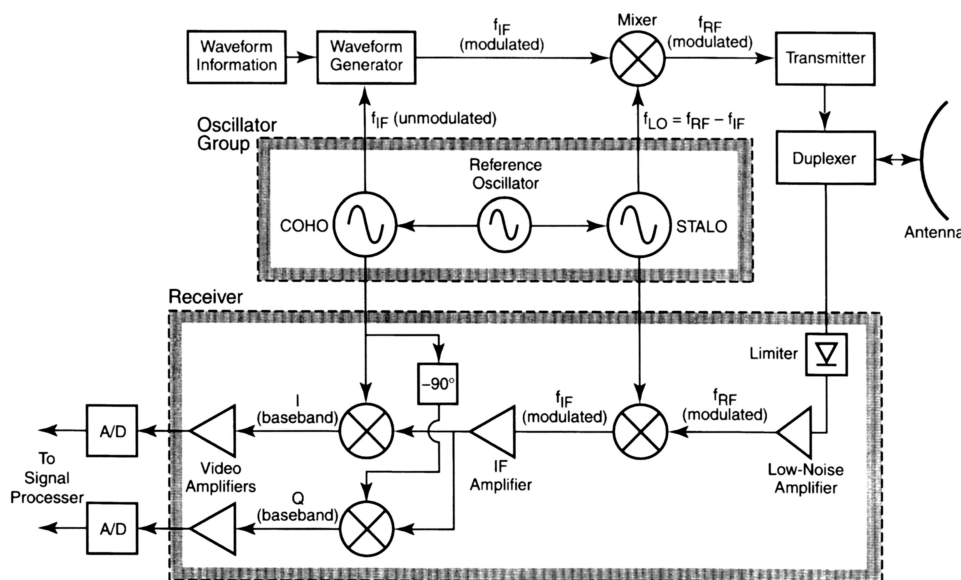 Waveform
Information
Waveform
Generator
f_IF
(modulated)
Mixer
f_RF
(modulated)
Transmitter
f_IF (unmodulated)
f_LO = f_RF – f_IF
Oscillator
Group
Duplexer
Reference
Oscillator
COHO
STALO
Antenna
Receiver
Limiter
–90°
I
(baseband)
f_IF
(modulated)
f_RF
(modulated)
A/D
To
Signal
Processer
Video
Amplifiers
IF
Amplifier
Low-Noise
Amplifier
Q
(baseband)
A/D